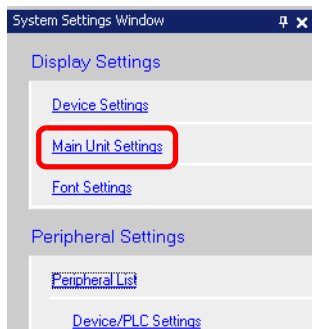 System Settings Window
Display Settings
Device Settings
Main Unit Settings
Font Settings
Peripheral Settings
Peripheral List
Device/PLC Settings